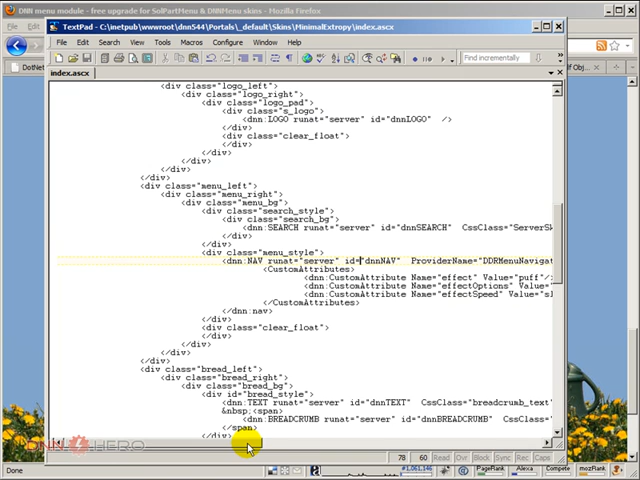 DNN menu module - free upgrade for SolPartMenu & DNNMenu skins - Mozilla Firefox
TextPad - C:\inetpub\wwwroot\dnn544\Portals\_default\Skins\MinimalExtropy\index.ascx
File Edit Search View Tools Macros Configure Window Help
Find incrementally
index.ascx
<div class="logo_left">
<div class="logo_right">
<div class="logo_pad">
<div class="s_logo">
<dnn:LOGO runat="server" id="dnnLOGO" />
</div>
<div class="clear_float">
</div>
</div>
</div>
</div>
<div class="menu_left">
<div class="menu_right">
<div class="menu_bg">
<div class="search_style">
<div class="search_bg">
<dnn:SEARCH runat="server" id="dnnSEARCH" CssClass="ServerSk
</div>
</div>
<div class="menu_style">
<dnn:NAV runat="server" id="dnnNAV" ProviderName="DDRMenuNavigat
<CustomAttributes>
<dnn:CustomAttribute Name="effect" Value="puff"/
<dnn:CustomAttribute Name="effectOptions" Value=
<dnn:CustomAttribute Name="effectSpeed" Value="sl
</CustomAttributes>
</dnn:nav>
</div>
<div class="clear_float">
</div>
</div>
</div>
</div>
<div class="bread_left">
<div class="bread_right">
<div class="bread_bg">
<div id="bread_style">
<dnn:TEXT runat="server" id="dnnTEXT" CssClass="breadcrumb_text"
&nbsp;<span>
<dnn:BREADCRUMB runat="server" id="dnnBREADCRUMB" CssClass="
</span>
</div>
DNN HERO
78 60 Read Ovr Block Sync Rec Caps
Done
#1,061,146 PageRank Alexa Compete mozRank